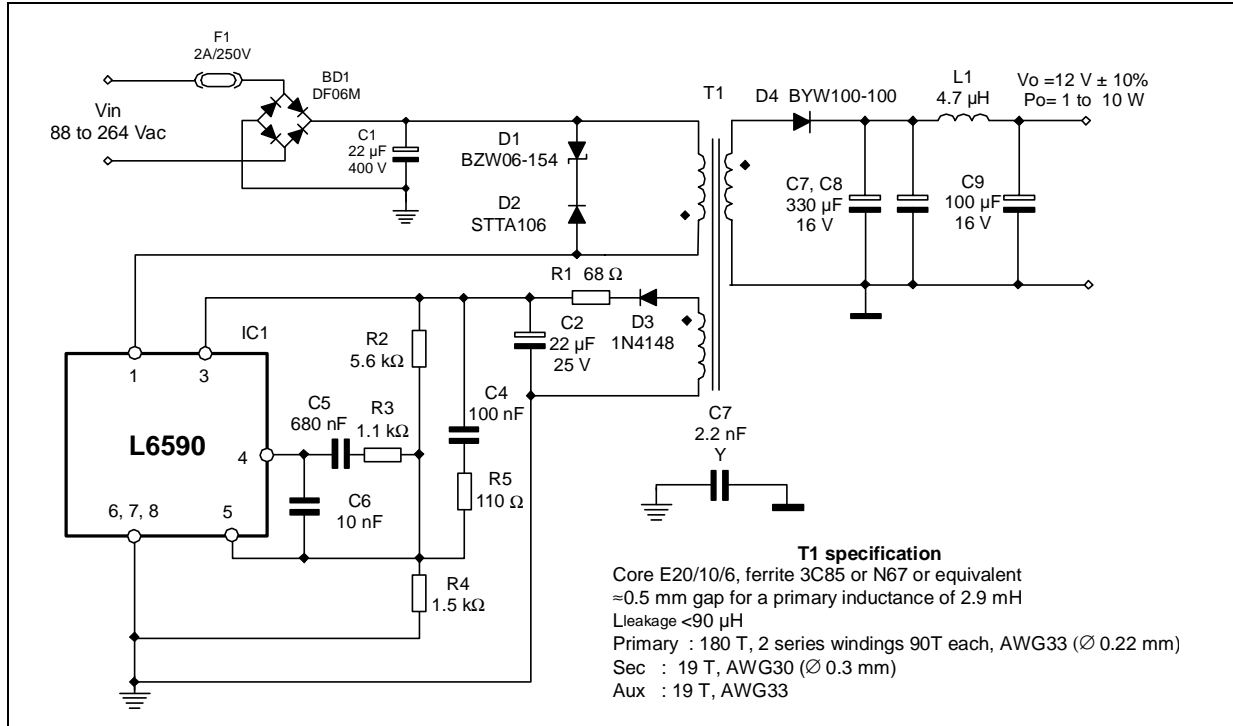 F1
2A/250V
BD1
DF06M
Vin
88 to 264 Vac
C1
22 µF
400 V
D1
BZW06-154
D2
STTA106
T1
D4 BYW100-100
L1
4.7 µH
Vo =12 V ± 10%
Po= 1 to 10 W
C7, C8
330 µF
16 V
C9
100 µF
16 V
R1 68 Ω
D3
1N4148
C2
22 µF
25 V
IC1
R2
5.6 kΩ
C4
100 nF
1
3
C5
680 nF
R3
1.1 kΩ
L6590
4
R5
110 Ω
C6
10 nF
6, 7, 8
5
R4
1.5 kΩ
C7
2.2 nF
Y
T1 specification
Core E20/10/6, ferrite 3C85 or N67 or equivalent
≈0.5 mm gap for a primary inductance of 2.9 mH
Lleakage <90 µH
Primary : 180 T, 2 series windings 90T each, AWG33 (∅ 0.22 mm)
Sec : 19 T, AWG30 (∅ 0.3 mm)
Aux : 19 T, AWG33